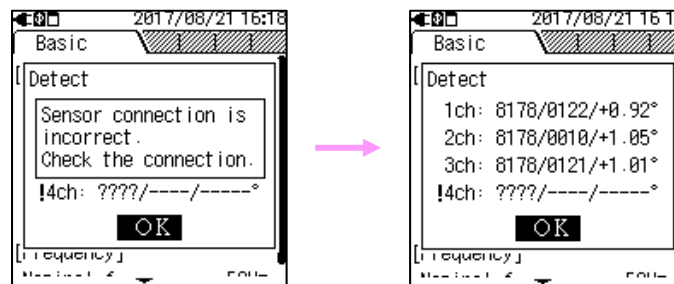 2017/08/21 16:18
Basic
[
Detect
Sensor connection is
incorrect.
Check the connection.
!4ch: ????/----/-----°
OK
[Frequency]
2017/08/21 16 1
Basic
[
Detect
1ch: 8178/0122/+0.92°
2ch: 8178/0010/+1.05°
3ch: 8178/0121/+1.01°
!4ch: ????/----/-----°
OK
[Frequency]